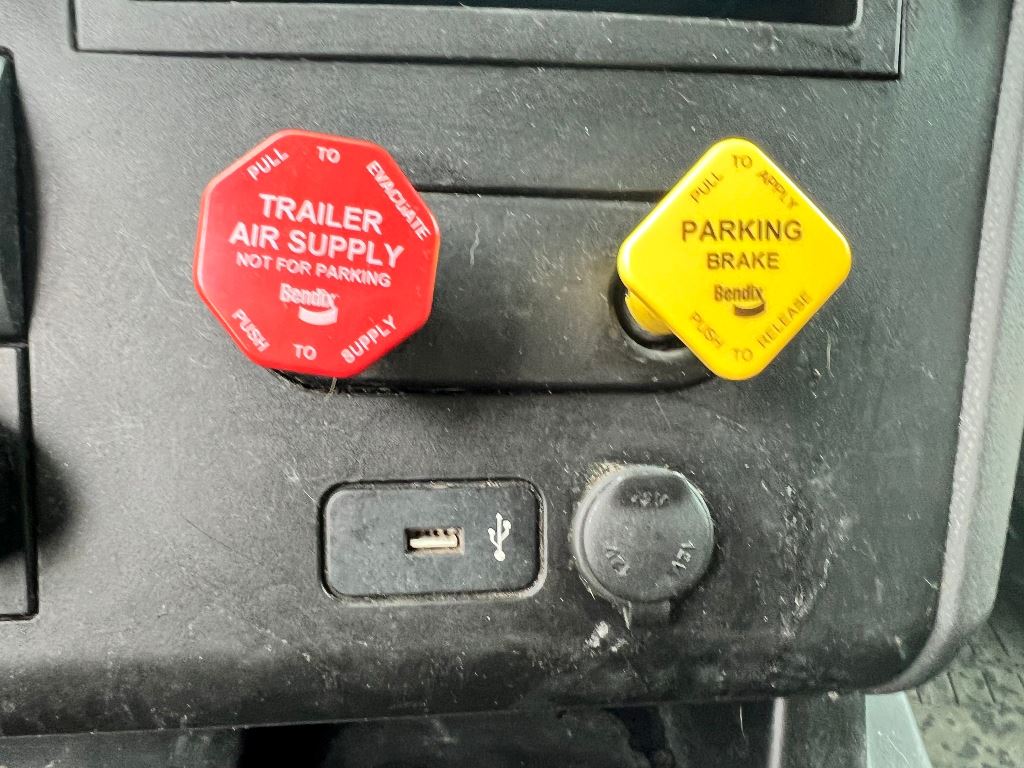 PULL TO EVACUATE
TRAILER
AIR SUPPLY
NOT FOR PARKING
Bendix
PUSH TO SUPPLY
PULL TO APPLY
PARKING
BRAKE
Bendix
PUSH TO RELEASE
12V